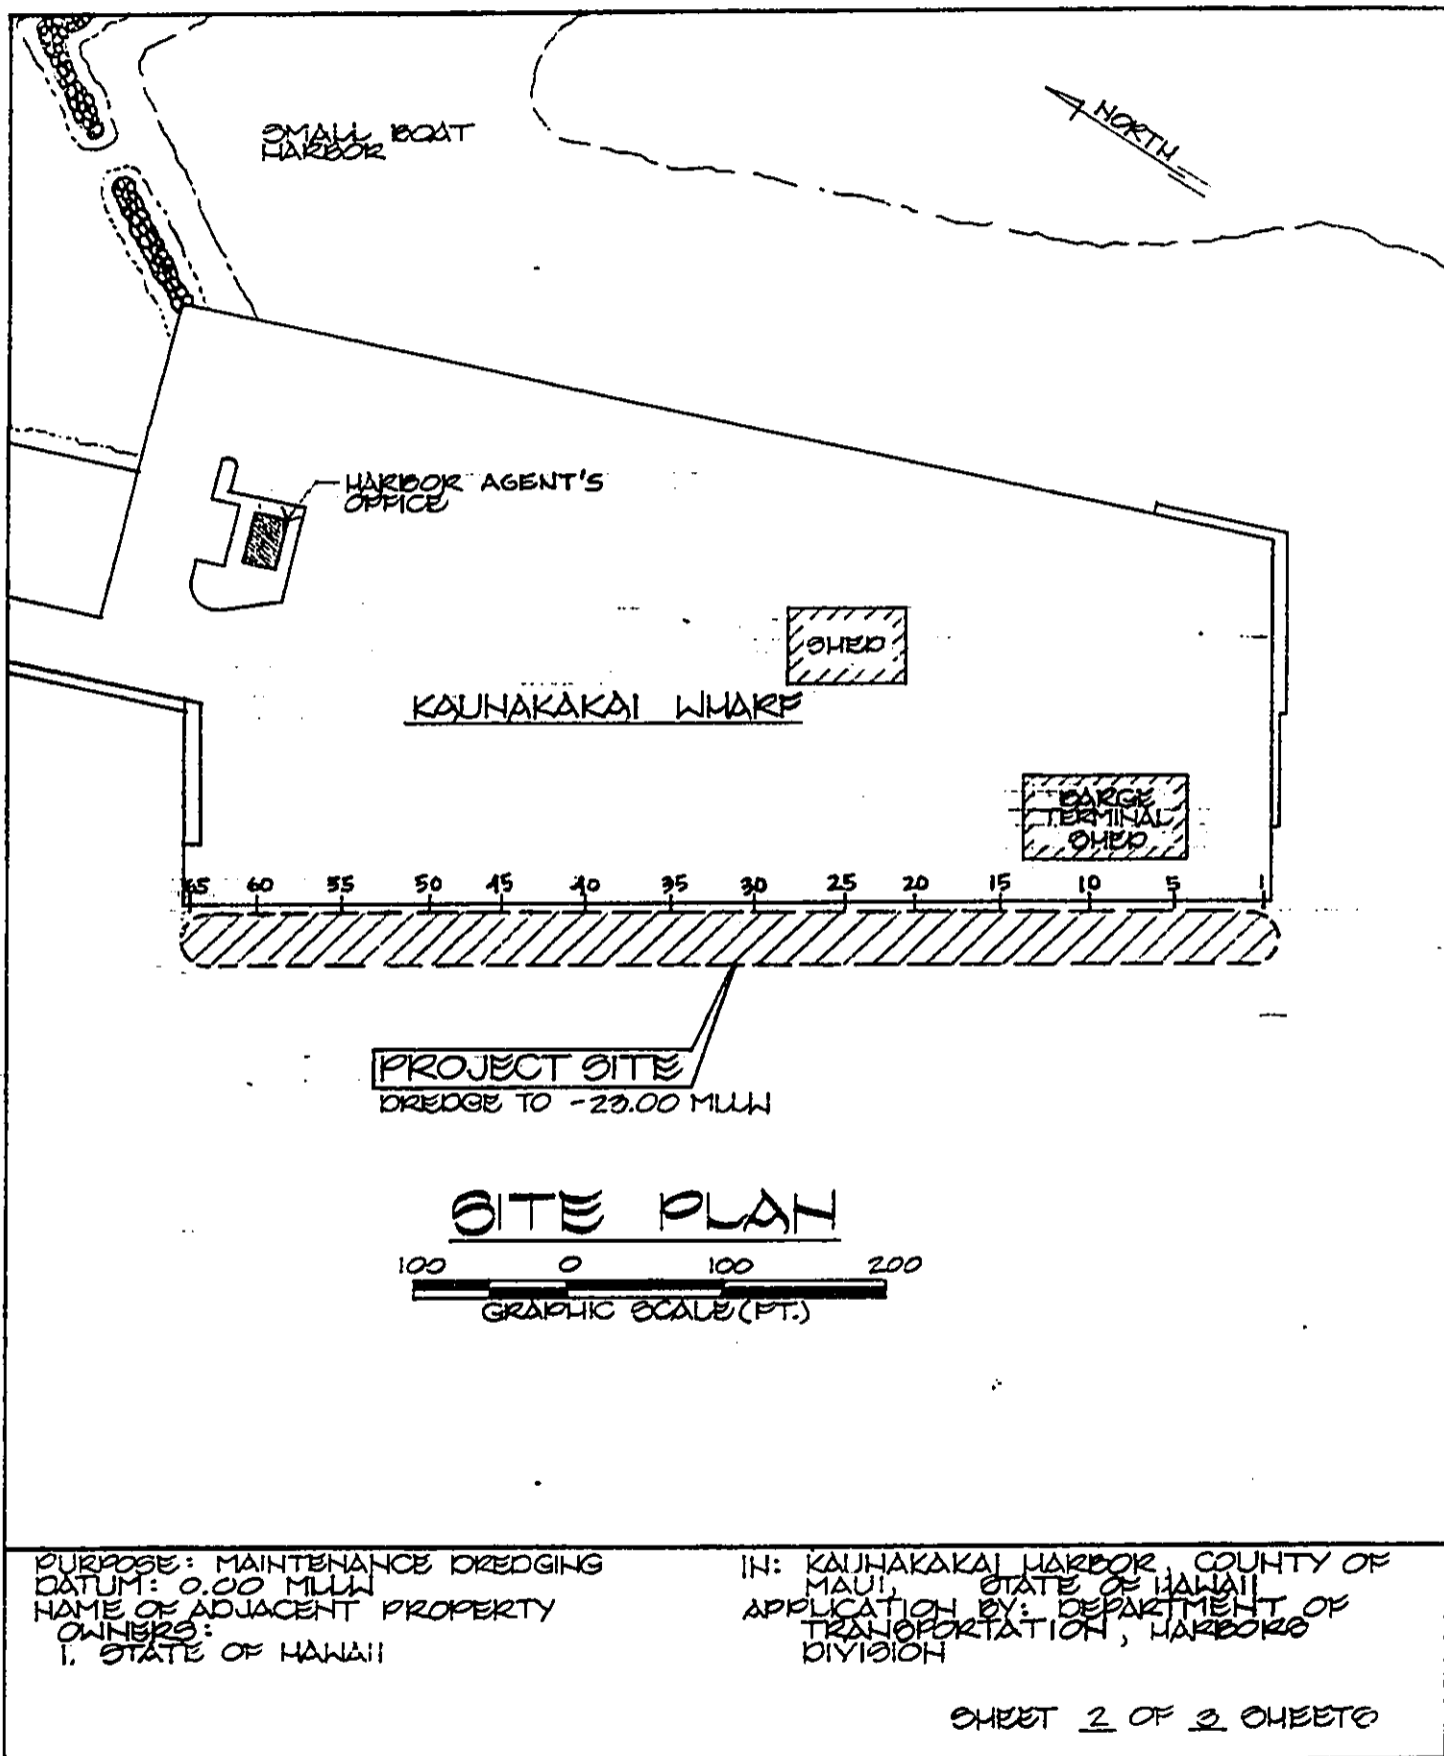 SMALL BOAT
HARBOR
NORTH
HARBOR AGENT'S
OFFICE
SHED
KAUNAKAKAI WHARF
BARGE
TERMINAL
SHED
65 60 55 50 45 40 35 30 25 20 15 10 5 1
PROJECT SITE
DREDGE TO -23.00 MLLW
SITE PLAN
100 0 100 200
GRAPHIC SCALE (FT.)
PURPOSE: MAINTENANCE DREDGING
DATUM: 0.00 MLLW
NAME OF ADJACENT PROPERTY
OWNERS:
1. STATE OF HAWAII
IN: KAUNAKAKAI HARBOR, COUNTY OF
MAUI, STATE OF HAWAII
APPLICATION BY: DEPARTMENT OF
TRANSPORTATION, HARBORS
DIVISION
SHEET 2 OF 3 SHEETS